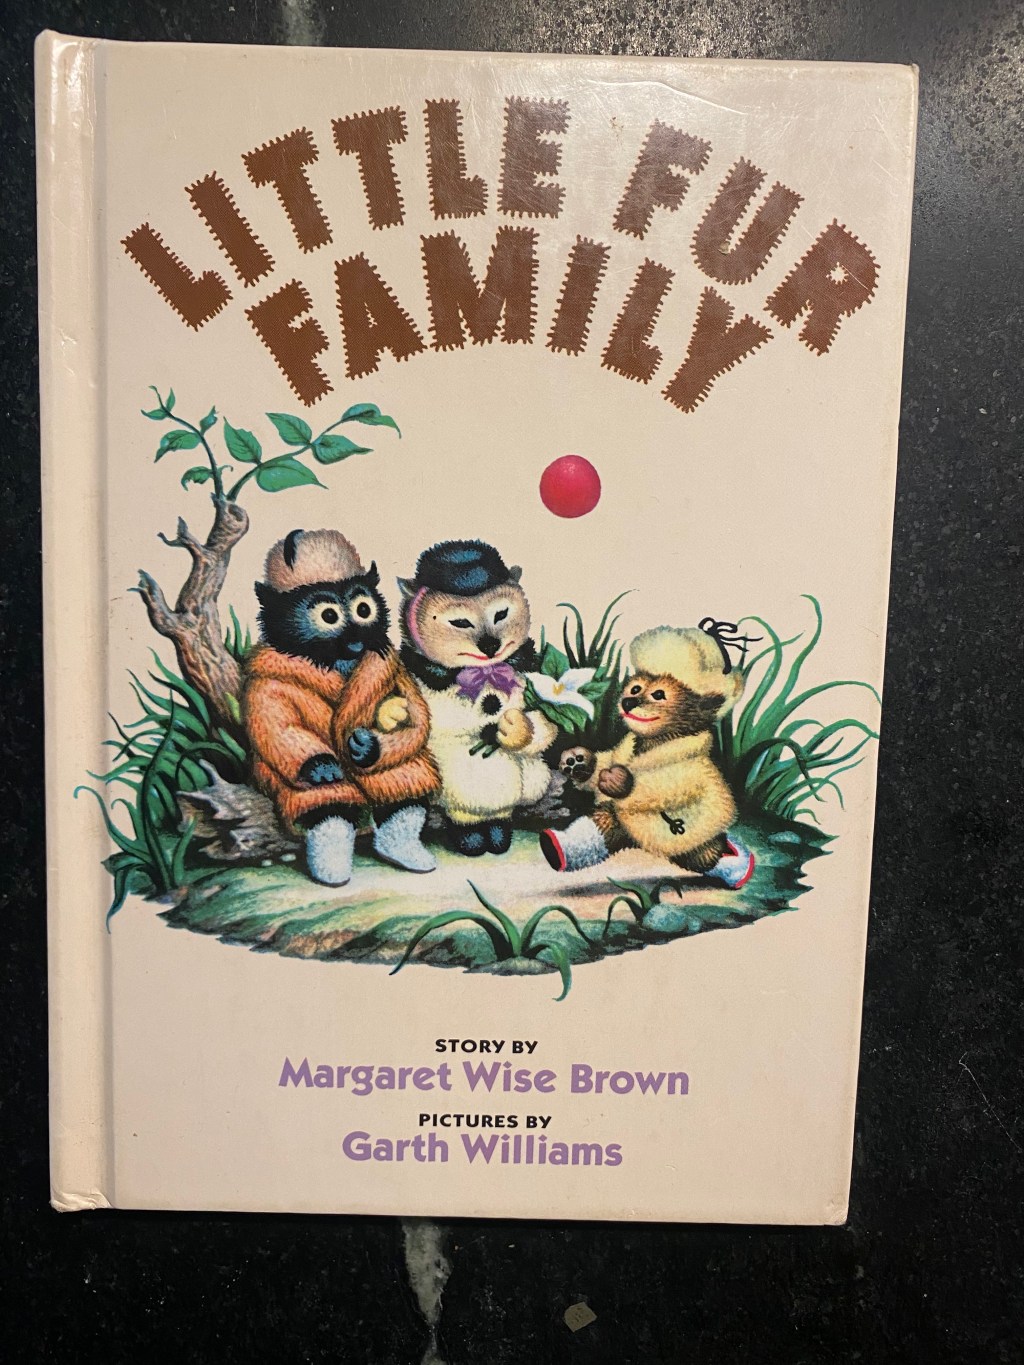 LITTLE FUR
FAMILY
STORY BY
Margaret Wise Brown
PICTURES BY
Garth Williams